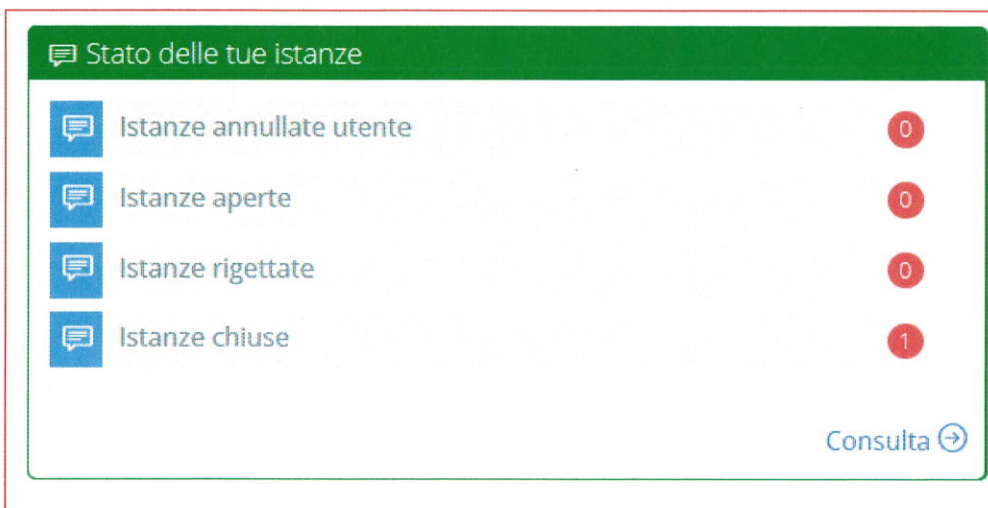 Stato delle tue istanze
Istanze annullate utente 0
Istanze aperte 0
Istanze rigettate 0
Istanze chiuse 1
Consulta